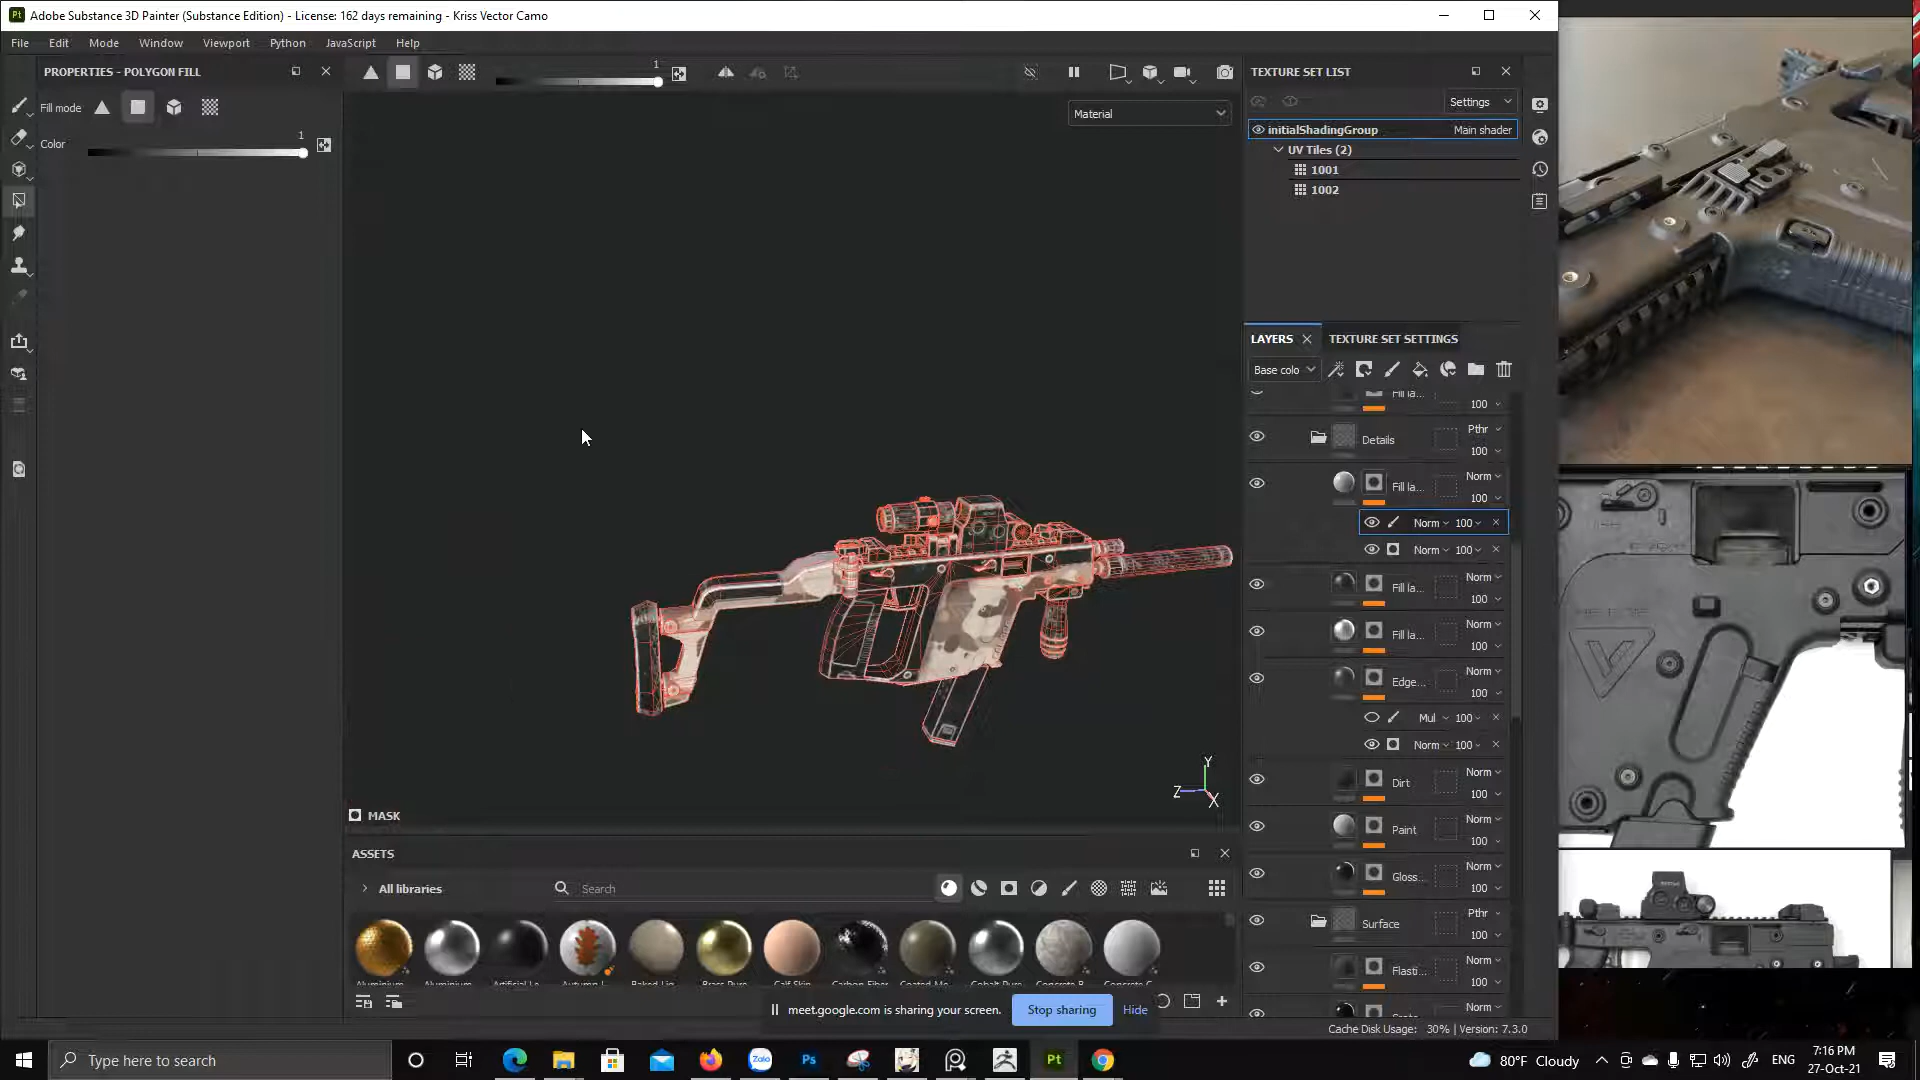 Adobe Substance 3D Painter (Substance Edition) - License: 162 days remaining - Kriss Vector Camo
File Edit Mode Window Viewport Python JavaScript Help
PROPERTIES - POLYGON FILL
Fill mode
Color
1
1
Material
TEXTURE SET LIST
Settings
initialShadingGroup Main shader
UV Tiles (2)
1001
1002
LAYERS TEXTURE SET SETTINGS
Base colo
100
Details Pthr
100
Fill la... Norm
100
Norm 100
Norm 100
Fill la... Norm
100
Fill la... Norm
100
Edge... Norm
100
Mul 100
Norm 100
Dirt Norm
100
Paint Norm
100
Gloss... Norm
100
Surface Pthr
100
Flasti... Norm
100
Norm
Y
Z
X
MASK
ASSETS
All libraries
Search
meet.google.com is sharing your screen. Stop sharing Hide
Cache Disk Usage: 30% | Version: 7.3.0
Type here to search
Zalo
Ps
Pt
80°F Cloudy
ENG
7:16 PM
27-Oct-21